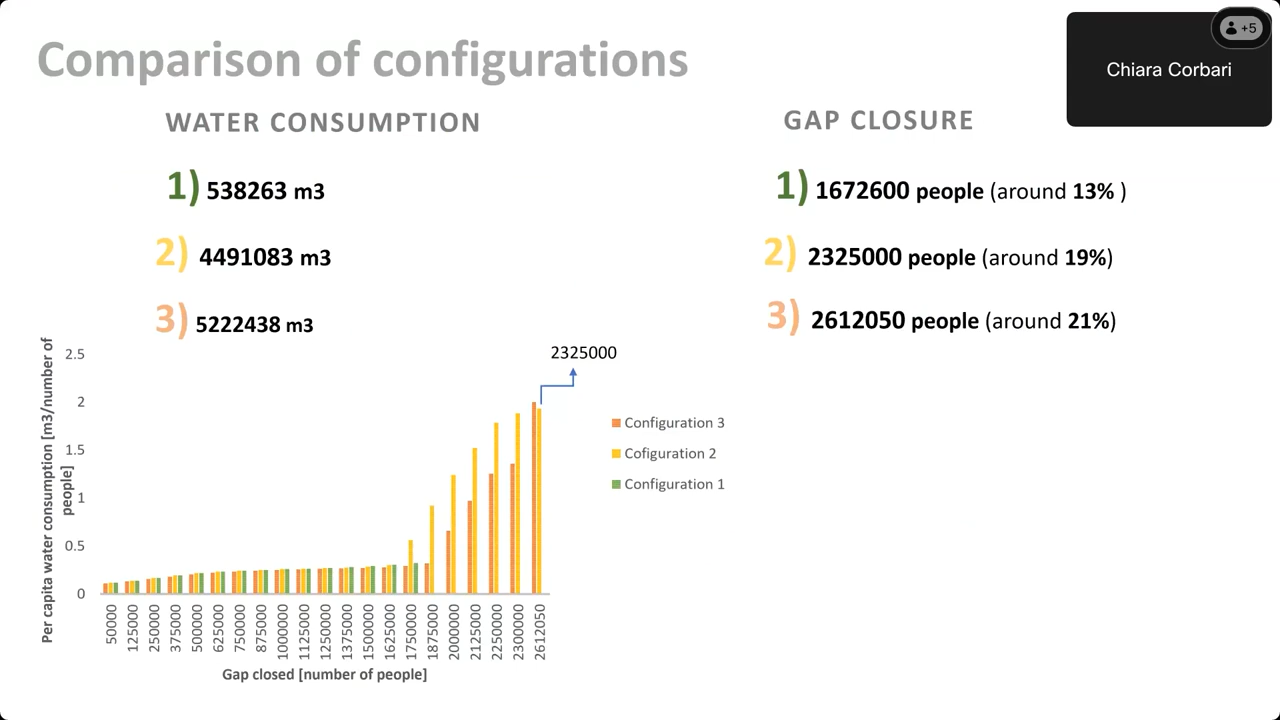 Comparison of configurations
+5
Chiara Corbari
WATER CONSUMPTION
1) 538263 m3
2) 4491083 m3
3) 5222438 m3
GAP CLOSURE
1) 1672600 people (around 13% )
2) 2325000 people (around 19%)
3) 2612050 people (around 21%)
Per capita water consumption [m3/number of
people]
2.5
2
1.5
1
0.5
0
2325000
Configuration 3
Cofiguration 2
Configuration 1
50000
125000
250000
375000
500000
625000
750000
875000
1000000
1125000
1250000
1375000
1500000
1625000
1750000
1875000
2000000
2125000
2250000
2300000
2612050
Gap closed [number of people]